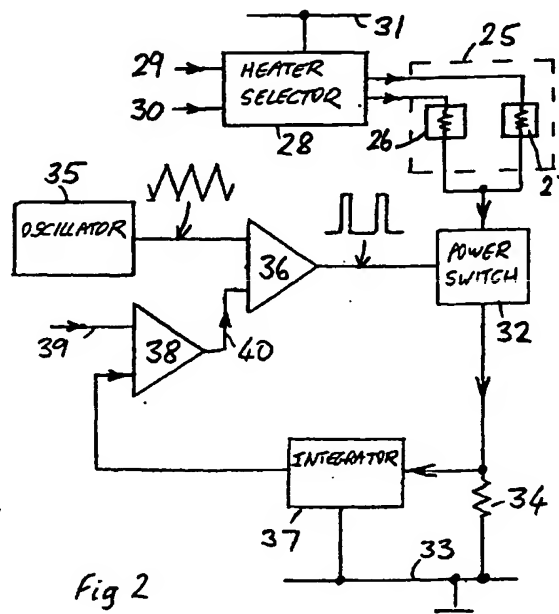 31
25
29
30
HEATER
SELECTOR
28
26
35
OSCILLATOR
36
POWER
SWITCH
32
39
38
40
INTEGRATOR
37
34
33
Fig 2